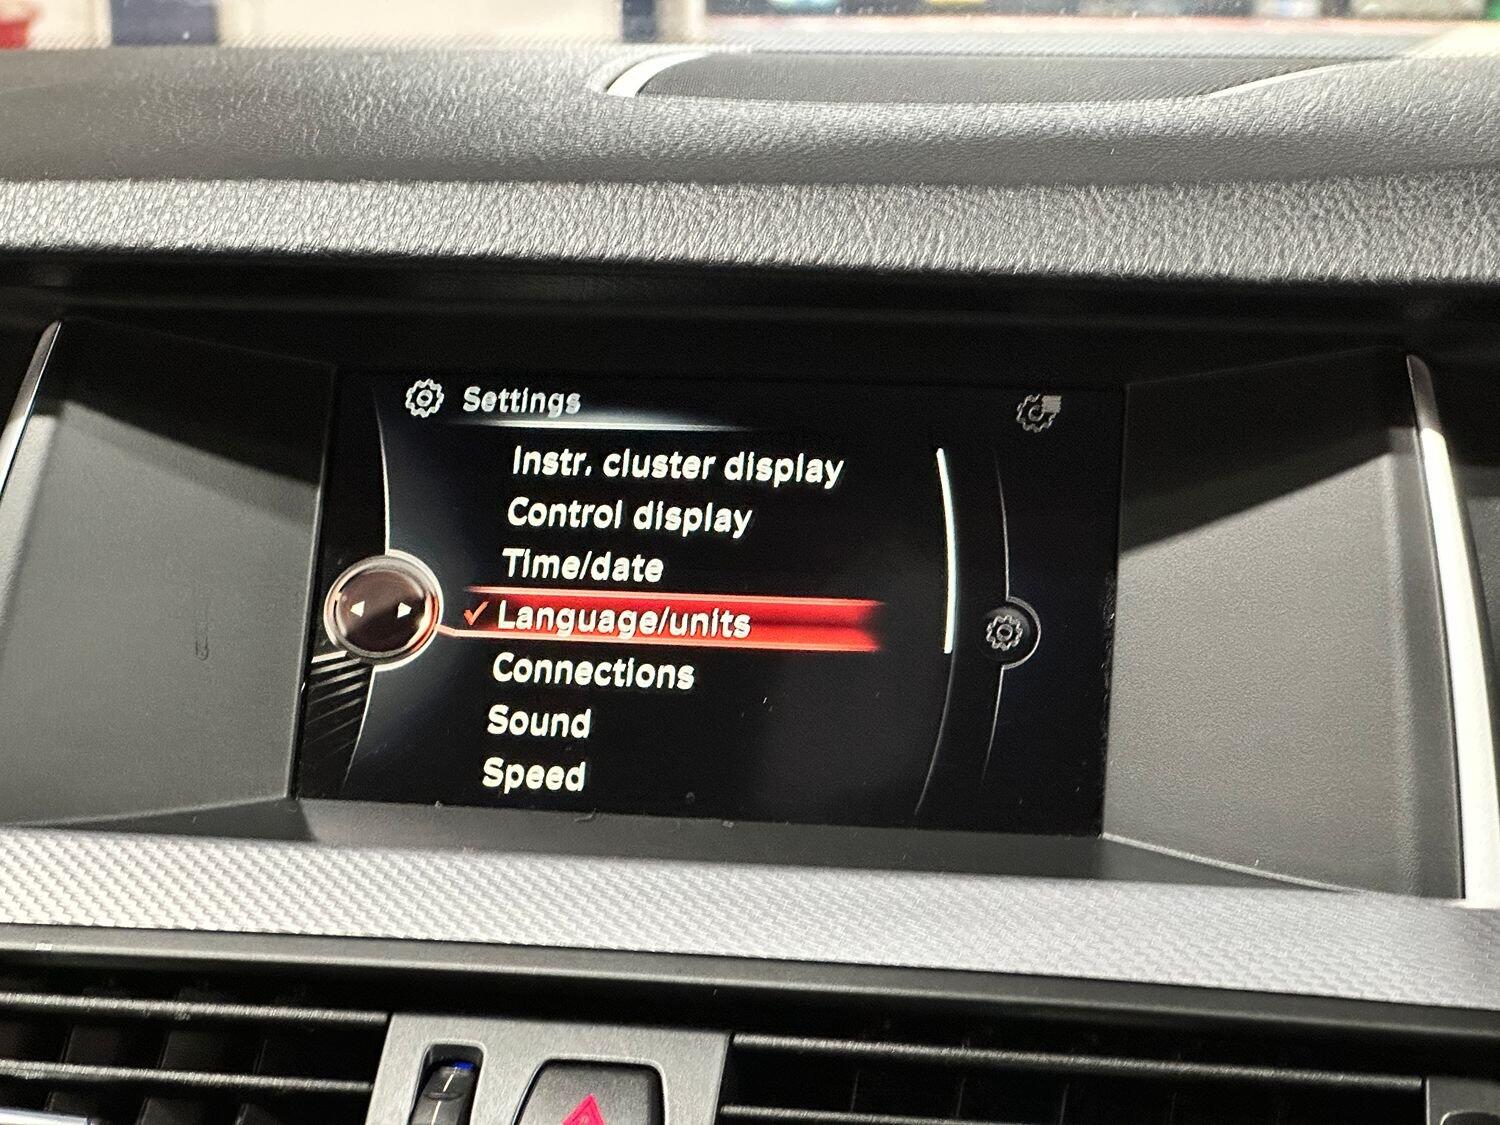 Settings
Instr. cluster display
Control display
Time/date
Language/units
Connections
Sound
Speed